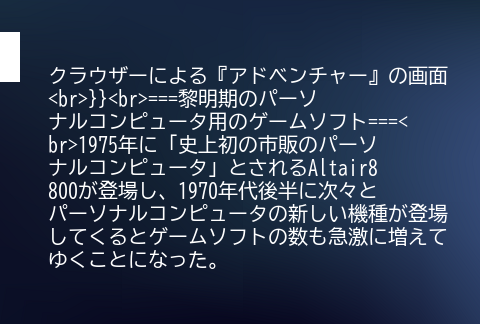 クラウザーによる『アドベンチャー』の画面
<br>}}<br>===黎明期のパーソ
ナルコンピュータ用のゲームソフト===<
br>1975年に「史上初の市販のパーソ
ナルコンピュータ」とされるAltair8
800が登場し、1970年代後半に次々と
パーソナルコンピュータの新しい機種が登場
してくるとゲームソフトの数も急激に増えて
ゆくことになった。